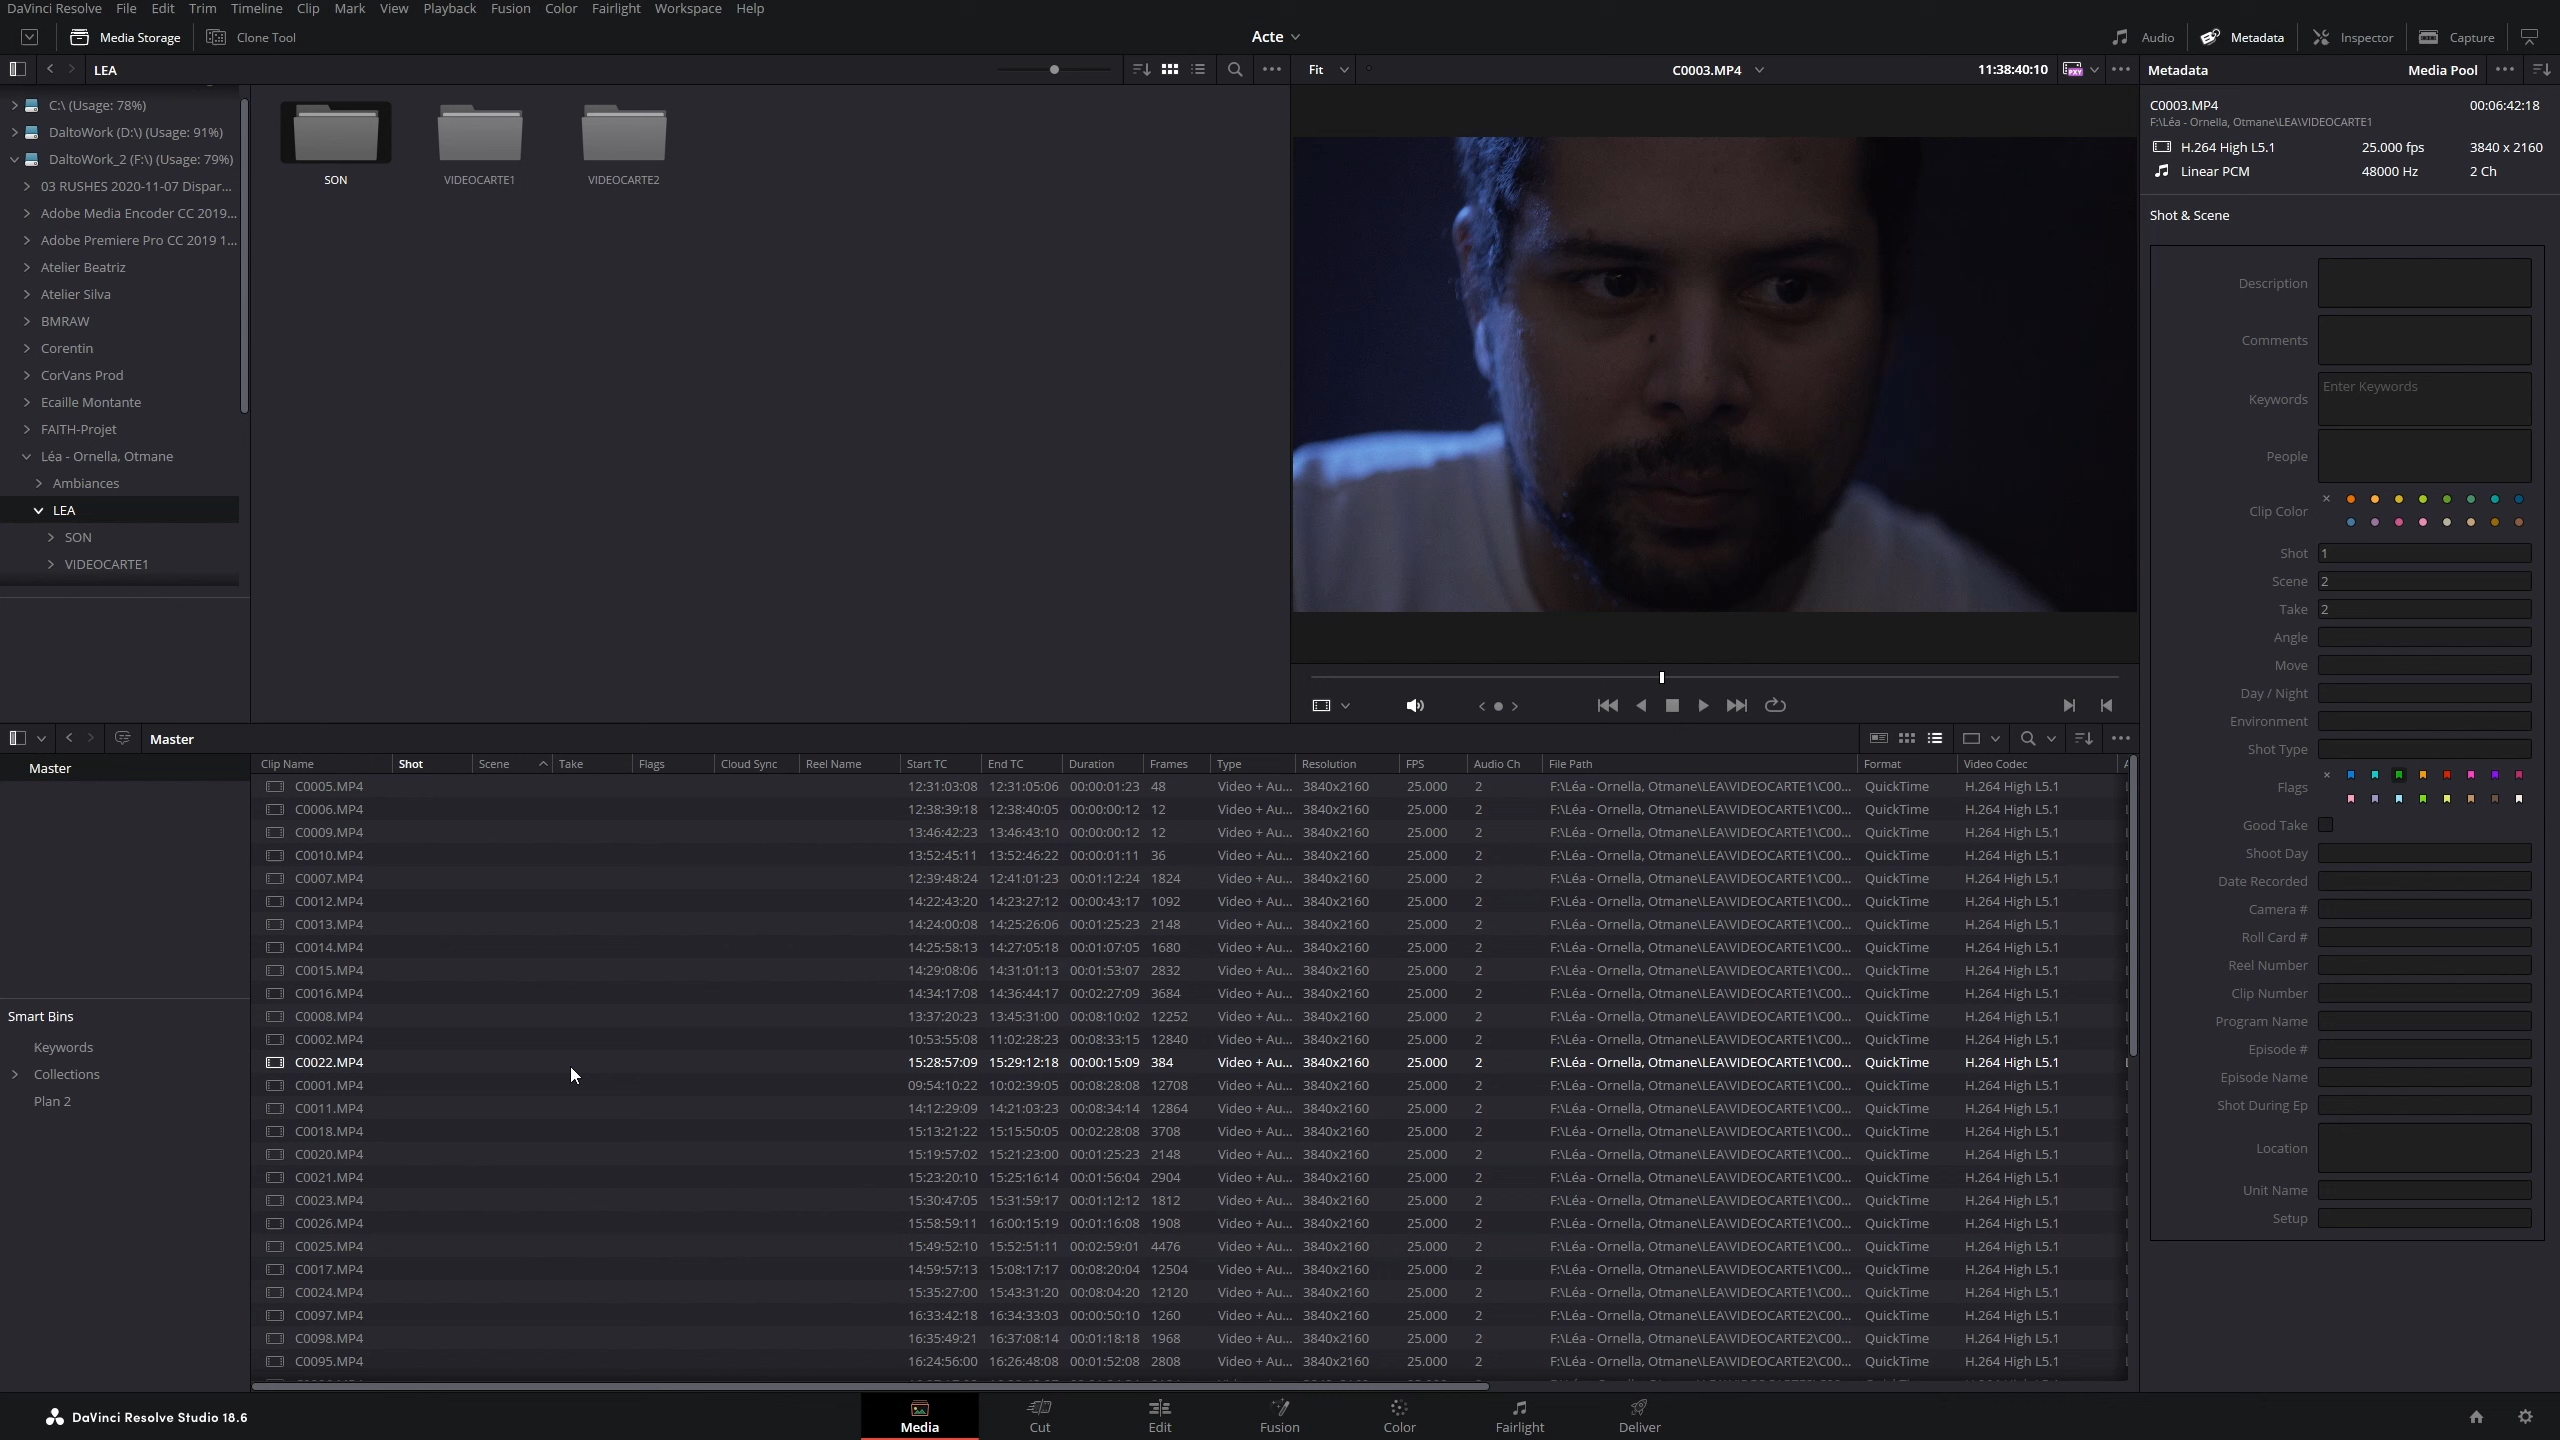 DaVinci Resolve File Edit Trim Timeline Clip Mark View Playback Fusion Color Fairlight Workspace Help
Media Storage Clone Tool Acte Audio Metadata Inspector Capture
LEA Fit C0003.MP4 11:38:40:10 Metadata Media Pool
C:\ (Usage: 78%)
DaltoWork (D:\) (Usage: 91%)
DaltoWork_2 (F:\) (Usage: 79%)
03 RUSHES 2020-11-07 Dispar...
Adobe Media Encoder CC 2019...
Adobe Premiere Pro CC 2019 1...
Atelier Beatriz
Atelier Silva
BMRAW
Corentin
CorVans Prod
Ecaille Montante
FAITH-Projet
Léa - Ornella, Otmane
Ambiances
LEA
SON
VIDEOCARTE1
SON VIDEOCARTE1 VIDEOCARTE2
C0003.MP4 00:06:42:18
F:\Léa - Ornella, Otmane\LEA\VIDEOCARTE1
H.264 High L5.1 25.000 fps 3840 x 2160
Linear PCM 48000 Hz 2 Ch
Shot & Scene
Description
Comments
Keywords Enter Keywords
People
Clip Color
Shot 1
Scene 2
Take 2
Angle
Move
Day / Night
Environment
Shot Type
Flags
Good Take
Shoot Day
Date Recorded
Camera #
Roll Card #
Reel Number
Clip Number
Program Name
Episode #
Episode Name
Shot During Ep
Location
Unit Name
Setup
Master
Master
Smart Bins
Keywords
Collections
Plan 2
Clip Name Shot Scene Take Flags Cloud Sync Reel Name Start TC End TC Duration Frames Type Resolution FPS Audio Ch File Path Format Video Codec
C0005.MP4 12:31:03:08 12:31:05:06 00:00:01:23 48 Video + Au... 3840x2160 25.000 2 F:\Léa - Ornella, Otmane\LEA\VIDEOCARTE1\C00... QuickTime H.264 High L5.1
C0006.MP4 12:38:39:18 12:38:40:05 00:00:00:12 12 Video + Au... 3840x2160 25.000 2 F:\Léa - Ornella, Otmane\LEA\VIDEOCARTE1\C00... QuickTime H.264 High L5.1
C0009.MP4 13:46:42:23 13:46:43:10 00:00:00:12 12 Video + Au... 3840x2160 25.000 2 F:\Léa - Ornella, Otmane\LEA\VIDEOCARTE1\C00... QuickTime H.264 High L5.1
C0010.MP4 13:52:45:11 13:52:46:22 00:00:01:11 36 Video + Au... 3840x2160 25.000 2 F:\Léa - Ornella, Otmane\LEA\VIDEOCARTE1\C00... QuickTime H.264 High L5.1
C0007.MP4 12:39:48:24 12:41:01:23 00:01:12:24 1824 Video + Au... 3840x2160 25.000 2 F:\Léa - Ornella, Otmane\LEA\VIDEOCARTE1\C00... QuickTime H.264 High L5.1
C0012.MP4 14:22:43:20 14:23:27:12 00:00:43:17 1092 Video + Au... 3840x2160 25.000 2 F:\Léa - Ornella, Otmane\LEA\VIDEOCARTE1\C00... QuickTime H.264 High L5.1
C0013.MP4 14:24:00:08 14:25:26:06 00:01:25:23 2148 Video + Au... 3840x2160 25.000 2 F:\Léa - Ornella, Otmane\LEA\VIDEOCARTE1\C00... QuickTime H.264 High L5.1
C0014.MP4 14:25:58:13 14:27:05:18 00:01:07:05 1680 Video + Au... 3840x2160 25.000 2 F:\Léa - Ornella, Otmane\LEA\VIDEOCARTE1\C00... QuickTime H.264 High L5.1
C0015.MP4 14:29:08:06 14:31:01:13 00:01:53:07 2832 Video + Au... 3840x2160 25.000 2 F:\Léa - Ornella, Otmane\LEA\VIDEOCARTE1\C00... QuickTime H.264 High L5.1
C0016.MP4 14:34:17:08 14:36:44:17 00:02:27:09 3684 Video + Au... 3840x2160 25.000 2 F:\Léa - Ornella, Otmane\LEA\VIDEOCARTE1\C00... QuickTime H.264 High L5.1
C0008.MP4 13:37:20:23 13:45:31:00 00:08:10:02 12252 Video + Au... 3840x2160 25.000 2 F:\Léa - Ornella, Otmane\LEA\VIDEOCARTE1\C00... QuickTime H.264 High L5.1
C0002.MP4 10:53:55:08 11:02:28:23 00:08:33:15 12840 Video + Au... 3840x2160 25.000 2 F:\Léa - Ornella, Otmane\LEA\VIDEOCARTE1\C00... QuickTime H.264 High L5.1
C0022.MP4 15:28:57:09 15:29:12:18 00:00:15:09 384 Video + Au... 3840x2160 25.000 2 F:\Léa - Ornella, Otmane\LEA\VIDEOCARTE1\C00... QuickTime H.264 High L5.1
C0001.MP4 09:54:10:22 10:02:39:05 00:08:28:08 12708 Video + Au... 3840x2160 25.000 2 F:\Léa - Ornella, Otmane\LEA\VIDEOCARTE1\C00... QuickTime H.264 High L5.1
C0011.MP4 14:12:29:09 14:21:03:23 00:08:34:14 12864 Video + Au... 3840x2160 25.000 2 F:\Léa - Ornella, Otmane\LEA\VIDEOCARTE1\C00... QuickTime H.264 High L5.1
C0018.MP4 15:13:21:22 15:15:50:05 00:02:28:08 3708 Video + Au... 3840x2160 25.000 2 F:\Léa - Ornella, Otmane\LEA\VIDEOCARTE1\C00... QuickTime H.264 High L5.1
C0020.MP4 15:19:57:02 15:21:23:00 00:01:25:23 2148 Video + Au... 3840x2160 25.000 2 F:\Léa - Ornella, Otmane\LEA\VIDEOCARTE1\C00... QuickTime H.264 High L5.1
C0021.MP4 15:23:20:10 15:25:16:14 00:01:56:04 2904 Video + Au... 3840x2160 25.000 2 F:\Léa - Ornella, Otmane\LEA\VIDEOCARTE1\C00... QuickTime H.264 High L5.1
C0023.MP4 15:30:47:05 15:31:59:17 00:01:12:12 1812 Video + Au... 3840x2160 25.000 2 F:\Léa - Ornella, Otmane\LEA\VIDEOCARTE1\C00... QuickTime H.264 High L5.1
C0026.MP4 15:58:59:11 16:00:15:19 00:01:16:08 1908 Video + Au... 3840x2160 25.000 2 F:\Léa - Ornella, Otmane\LEA\VIDEOCARTE1\C00... QuickTime H.264 High L5.1
C0025.MP4 15:49:52:10 15:52:51:11 00:02:59:01 4476 Video + Au... 3840x2160 25.000 2 F:\Léa - Ornella, Otmane\LEA\VIDEOCARTE1\C00... QuickTime H.264 High L5.1
C0017.MP4 14:59:57:13 15:08:17:17 00:08:20:04 12504 Video + Au... 3840x2160 25.000 2 F:\Léa - Ornella, Otmane\LEA\VIDEOCARTE1\C00... QuickTime H.264 High L5.1
C0024.MP4 15:35:27:00 15:43:31:20 00:08:04:20 12120 Video + Au... 3840x2160 25.000 2 F:\Léa - Ornella, Otmane\LEA\VIDEOCARTE1\C00... QuickTime H.264 High L5.1
C0097.MP4 16:33:42:18 16:34:33:03 00:00:50:10 1260 Video + Au... 3840x2160 25.000 2 F:\Léa - Ornella, Otmane\LEA\VIDEOCARTE2\C00... QuickTime H.264 High L5.1
C0098.MP4 16:35:49:21 16:37:08:14 00:01:18:18 1968 Video + Au... 3840x2160 25.000 2 F:\Léa - Ornella, Otmane\LEA\VIDEOCARTE2\C00... QuickTime H.264 High L5.1
C0095.MP4 16:24:56:00 16:26:48:08 00:01:52:08 2808 Video + Au... 3840x2160 25.000 2 F:\Léa - Ornella, Otmane\LEA\VIDEOCARTE2\C00... QuickTime H.264 High L5.1
DaVinci Resolve Studio 18.6 Media Cut Edit Fusion Color Fairlight Deliver